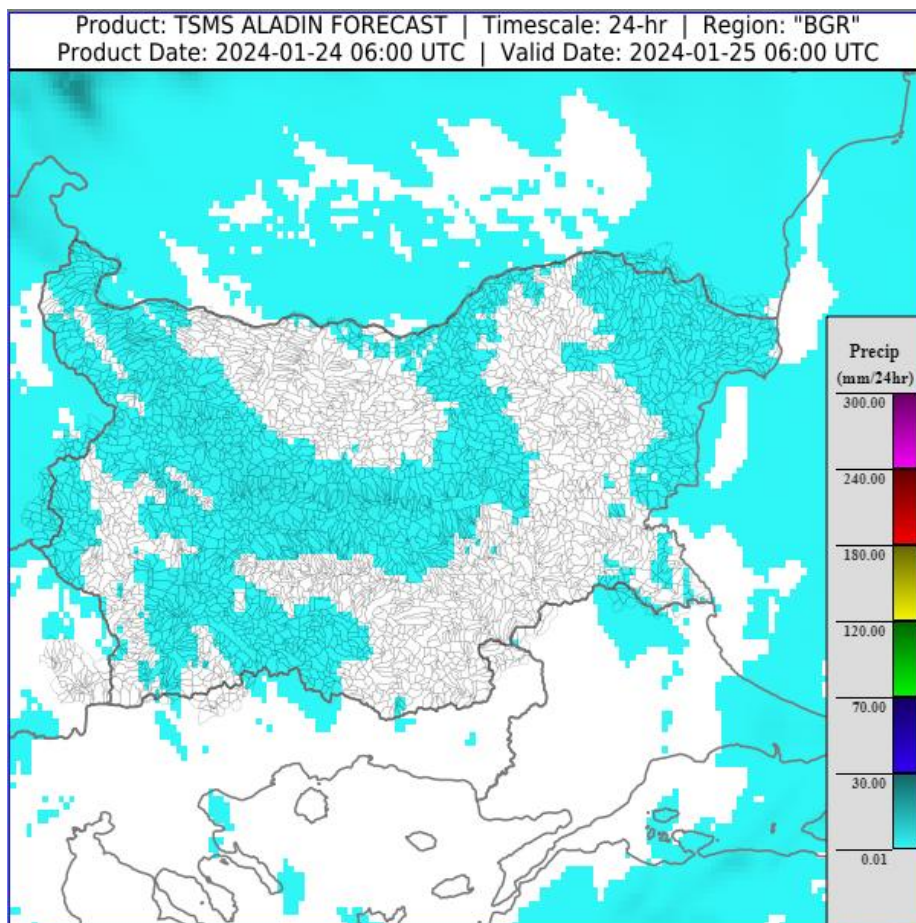 Product: TSMS ALADIN FORECAST | Timescale: 24-hr | Region: "BGR"
Product Date: 2024-01-24 06:00 UTC | Valid Date: 2024-01-25 06:00 UTC
Precip
(mm/24hr)
300.00
240.00
180.00
120.00
70.00
30.00
0.01